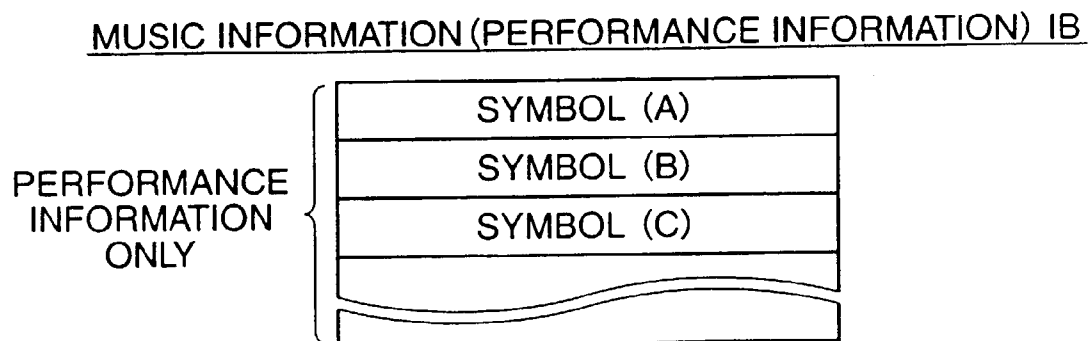 MUSIC INFORMATION (PERFORMANCE INFORMATION) IB
SYMBOL (A)
SYMBOL (B)
SYMBOL (C)
PERFORMANCE
INFORMATION
ONLY